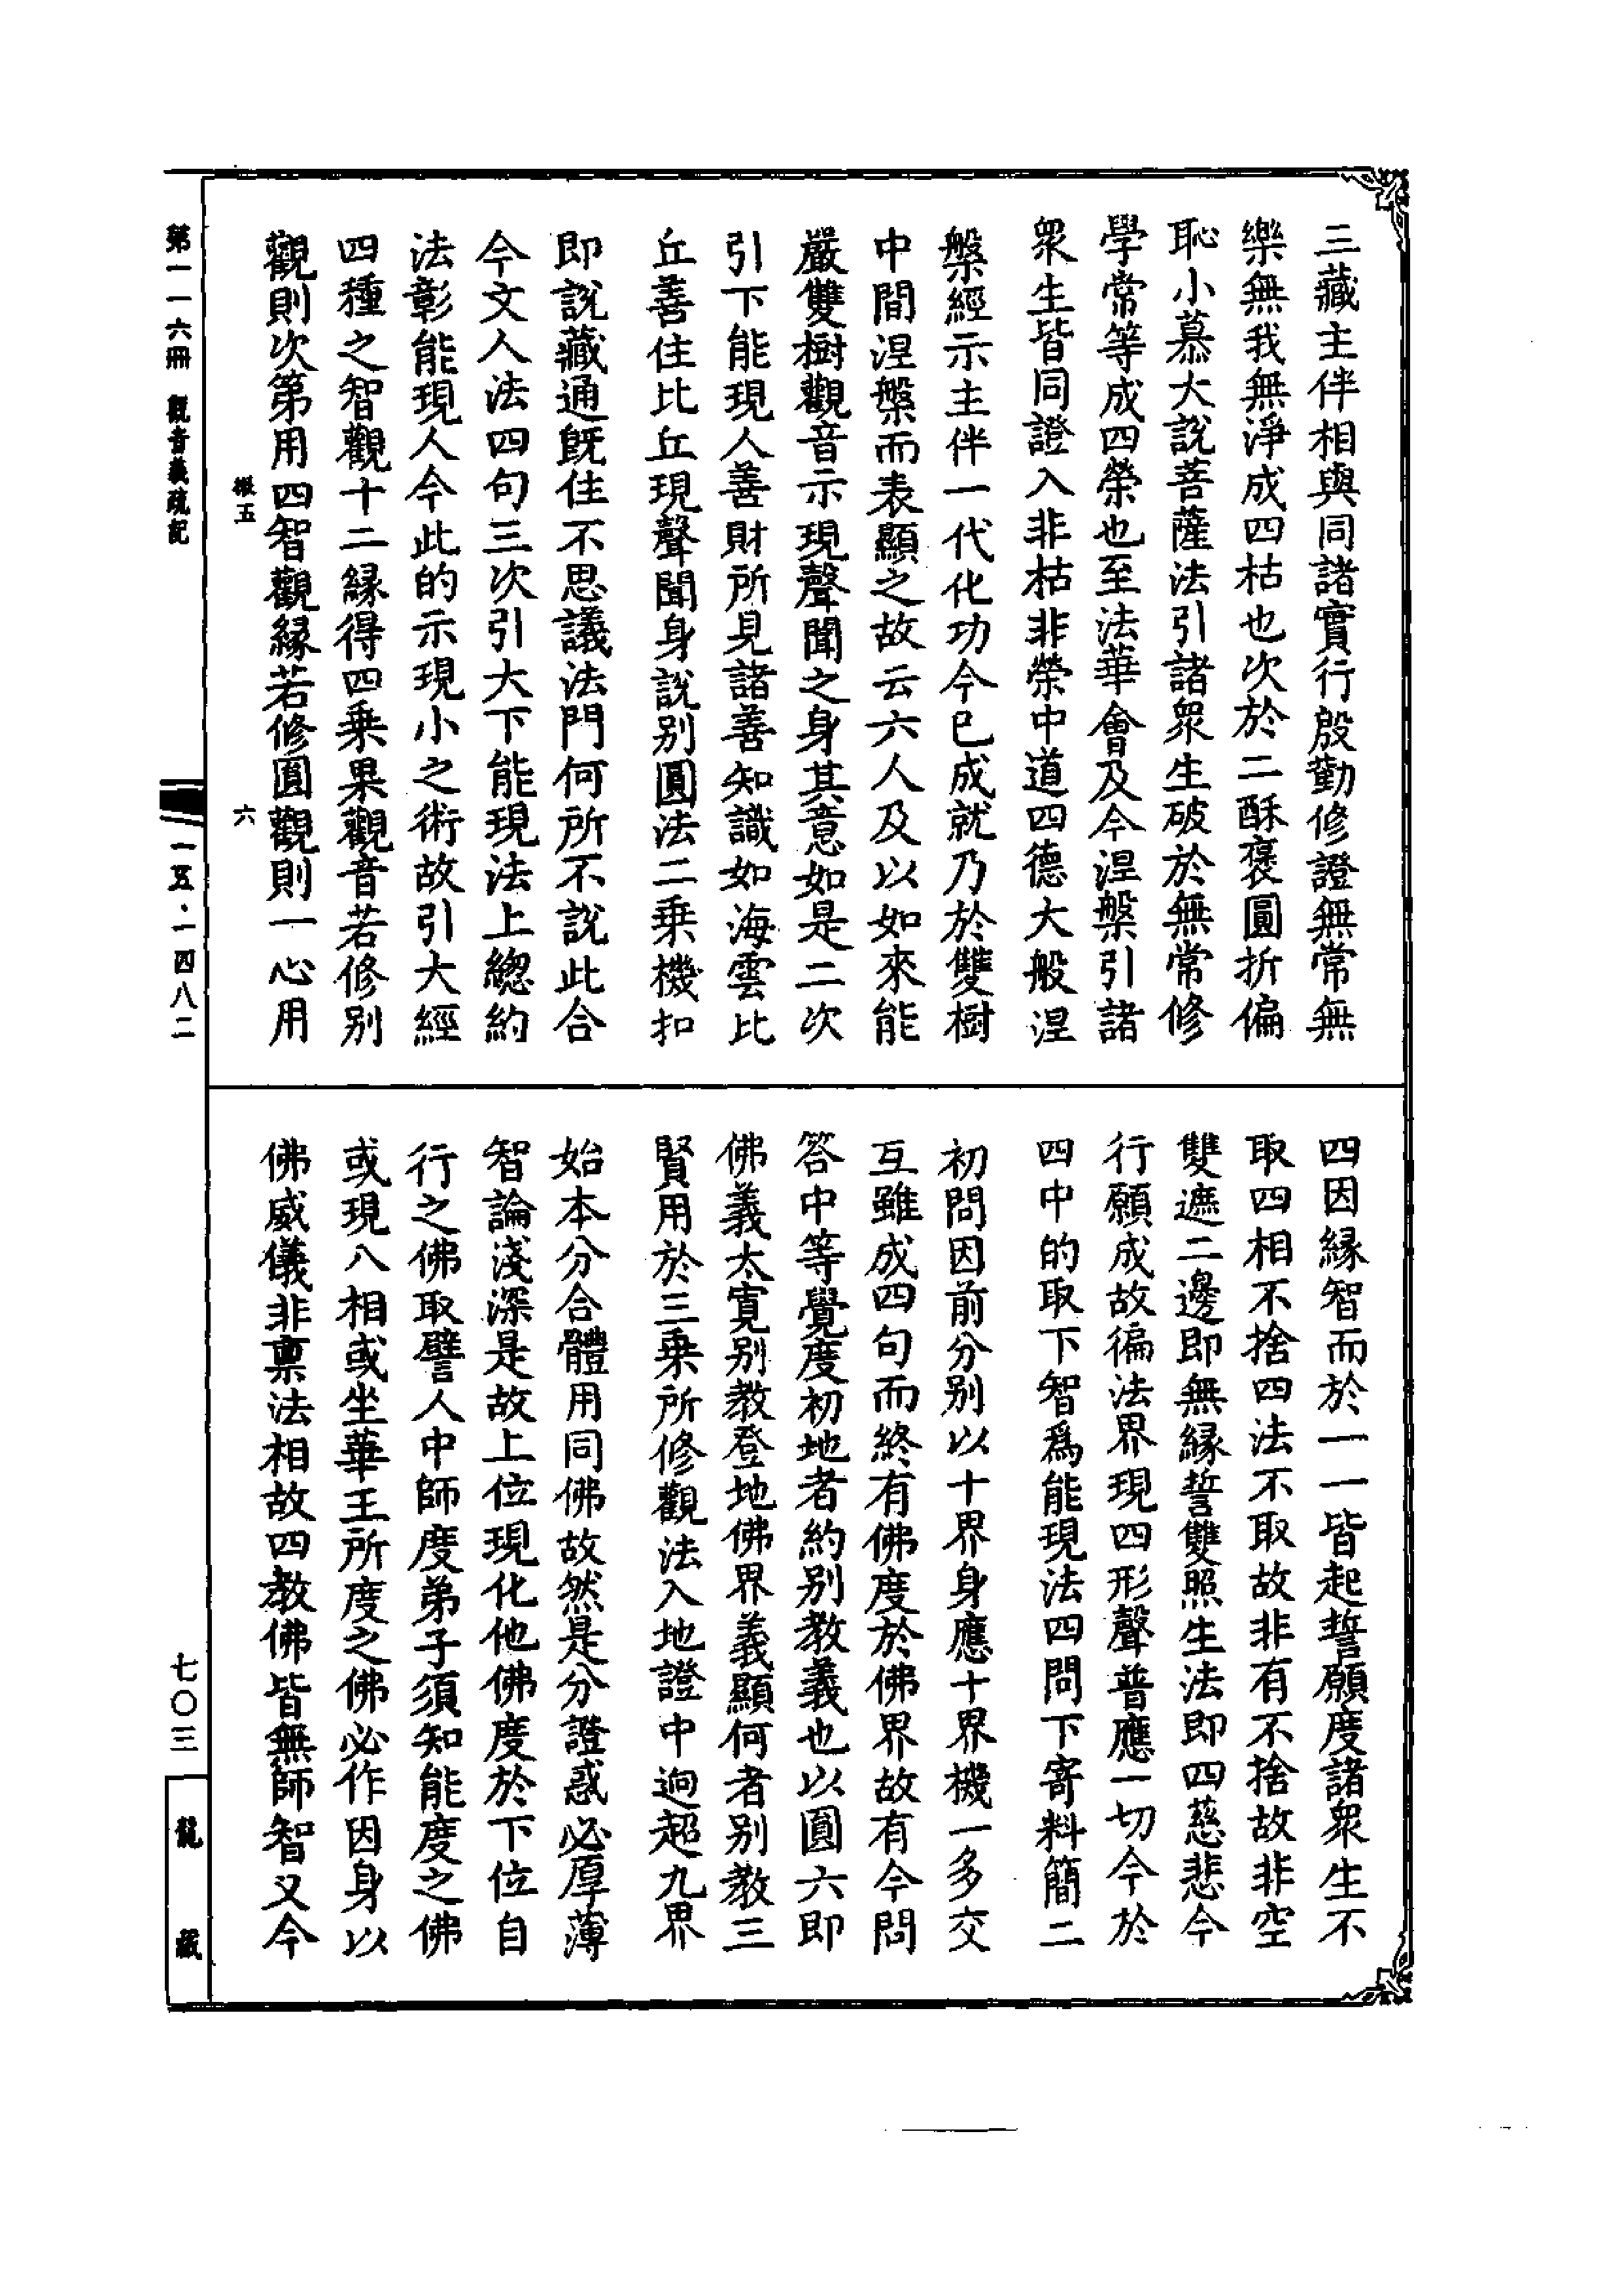 三藏主伴相與同諸實行殷勤修證無常無
樂無我無淨成四枯也次於二酥褒圓折偏
恥小慕大説菩薩法引諸衆生破於無常修
學常等成四榮也至法華會及今涅槃引諸
衆生皆同證入非枯非榮中道四德大般涅
槃經示主伴一代化功今已成就乃於雙樹
中間涅槃而表顯之故云六人及以如來能
嚴雙樹觀音示現聲聞之身其意如是二次
引下能現人善財所見諸善知識如海雲比
丘善住比丘現聲聞身説别圓法二乗機扣
即説藏通旣住不思議法門何所不説此合
今文人法四句三次引大下能現法上總約
法彰能現人今此的示現小之術故引大經
四種之智觀十二緣得四乗果觀音若修别
觀則次第用四智觀緣若修圓觀則一心用
四因緣智而於一一皆起誓願度諸衆生不
取四相不捨四法不取故非有不捨故非空
雙遮二邊即無緣誓雙照生法即四慈悲今
行願成故徧法界現四形聲普應一切今於
四中的取下智爲能現法四問下寄料簡二
初問因前分别以十界身應十界機一多交
互雖成四句而終有佛度於佛界故有今問
答中等覺度初地者約别教義也以圓六即
佛義太寬别教登地佛界義顯何者别教三
賢用於三乗所修觀法入地證中逈超九界
始本分合體用同佛故然是分證惑必厚薄
智論淺深是故上位現化他佛度於下位自
行之佛取譬人中師度弟子須知能度之佛
或現八相或坐華王所度之佛必作因身以
佛威儀非稟法相故四教佛皆無師智又今
第一一六冊 觀音義疏記
六
一五·一四八二
七〇三
龍藏